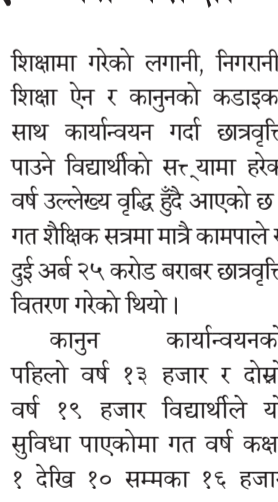 शिक्षामा गरेको लगानी, निगरानी
शिक्षा ऐन र कानुनको कडाइक
साथ कार्यान्वयन गर्दा छात्रवृत्ति
पाउने विद्यार्थीको सत्त्यामा हरेक
वर्ष उल्लेख्य वृद्धि हुँदै आएको छ
गत शैक्षिक सत्रमा मात्रै कामपाले
दुई अर्ब २५ करोड बराबर छात्रवृत्ति
वितरण गरेको थियो ।
कानुन कार्यान्वयनको
पहिलो वर्ष १३ हजार र दोस्रो
वर्ष १९ हजार विद्यार्थीले यो
सुविधा पाएकोमा गत वर्ष कक्ष
१ देखि १० सम्मका १६ हजा